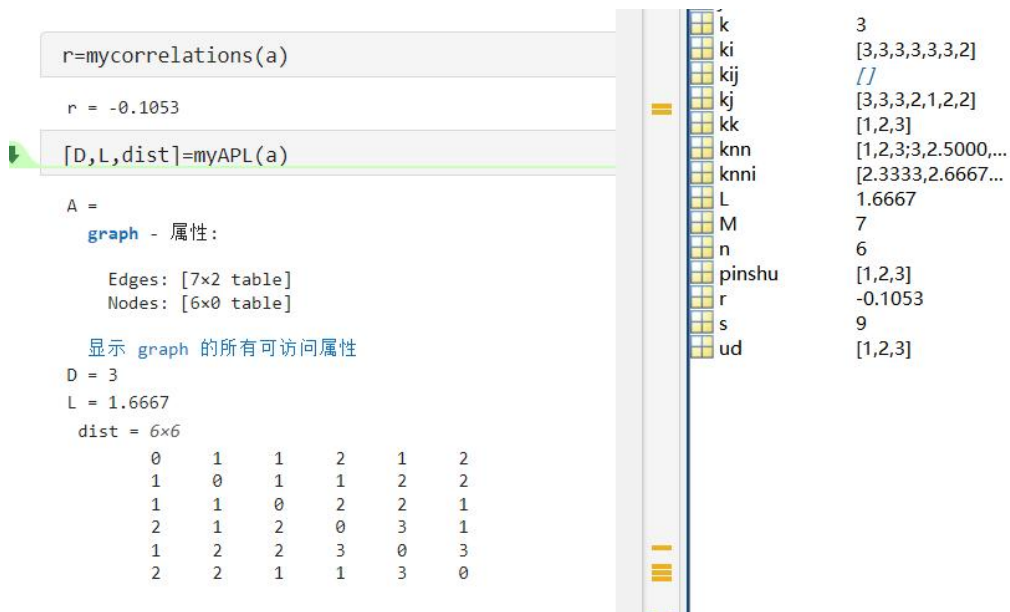 r=mycorrelations(a)
r = -0.1053
[D,L,dist]=myAPL(a)
A =
graph - 属性:
Edges: [7×2 table]
Nodes: [6×0 table]
显示 graph 的所有可访问属性
D = 3
L = 1.6667
dist = 6×6
0 1 1 2 1 2
1 0 1 1 2 2
1 1 0 2 2 1
2 1 2 0 3 1
1 2 2 3 0 3
2 2 1 1 3 0
k 3
ki [3,3,3,3,3,3,2]
kij []
kj [3,3,3,2,1,2,2]
kk [1,2,3]
knn [1,2,3;3,2.5000,...
knni [2.3333,2.6667...
L 1.6667
M 7
n 6
pinshu [1,2,3]
r -0.1053
s 9
ud [1,2,3]